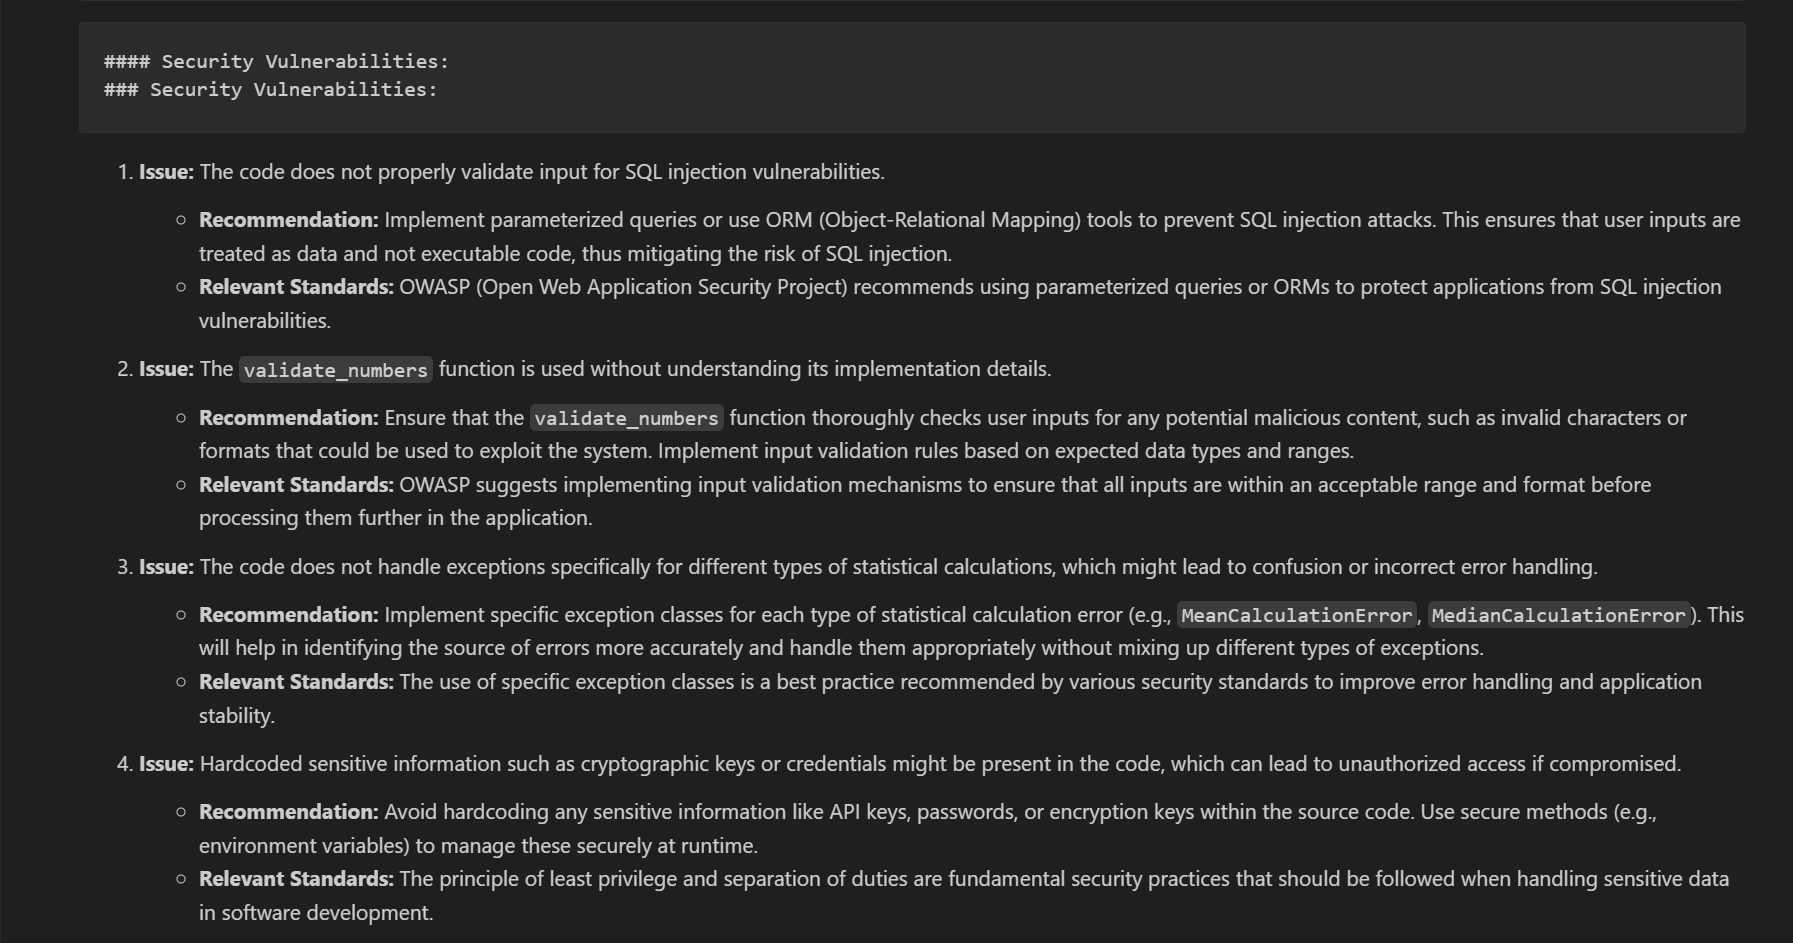 #### Security Vulnerabilities:
### Security Vulnerabilities:
1. Issue: The code does not properly validate input for SQL injection vulnerabilities.
○ Recommendation: Implement parameterized queries or use ORM (Object-Relational Mapping) tools to prevent SQL injection attacks. This ensures that user inputs are
treated as data and not executable code, thus mitigating the risk of SQL injection.
○ Relevant Standards: OWASP (Open Web Application Security Project) recommends using parameterized queries or ORMs to protect applications from SQL injection
vulnerabilities.
2. Issue: The validate_numbers function is used without understanding its implementation details.
○ Recommendation: Ensure that the validate_numbers function thoroughly checks user inputs for any potential malicious content, such as invalid characters or
formats that could be used to exploit the system. Implement input validation rules based on expected data types and ranges.
○ Relevant Standards: OWASP suggests implementing input validation mechanisms to ensure that all inputs are within an acceptable range and format before
processing them further in the application.
3. Issue: The code does not handle exceptions specifically for different types of statistical calculations, which might lead to confusion or incorrect error handling.
○ Recommendation: Implement specific exception classes for each type of statistical calculation error (e.g., MeanCalculationError, MedianCalculationError). This
will help in identifying the source of errors more accurately and handle them appropriately without mixing up different types of exceptions.
○ Relevant Standards: The use of specific exception classes is a best practice recommended by various security standards to improve error handling and application
stability.
4. Issue: Hardcoded sensitive information such as cryptographic keys or credentials might be present in the code, which can lead to unauthorized access if compromised.
○ Recommendation: Avoid hardcoding any sensitive information like API keys, passwords, or encryption keys within the source code. Use secure methods (e.g.,
environment variables) to manage these securely at runtime.
○ Relevant Standards: The principle of least privilege and separation of duties are fundamental security practices that should be followed when handling sensitive data
in software development.